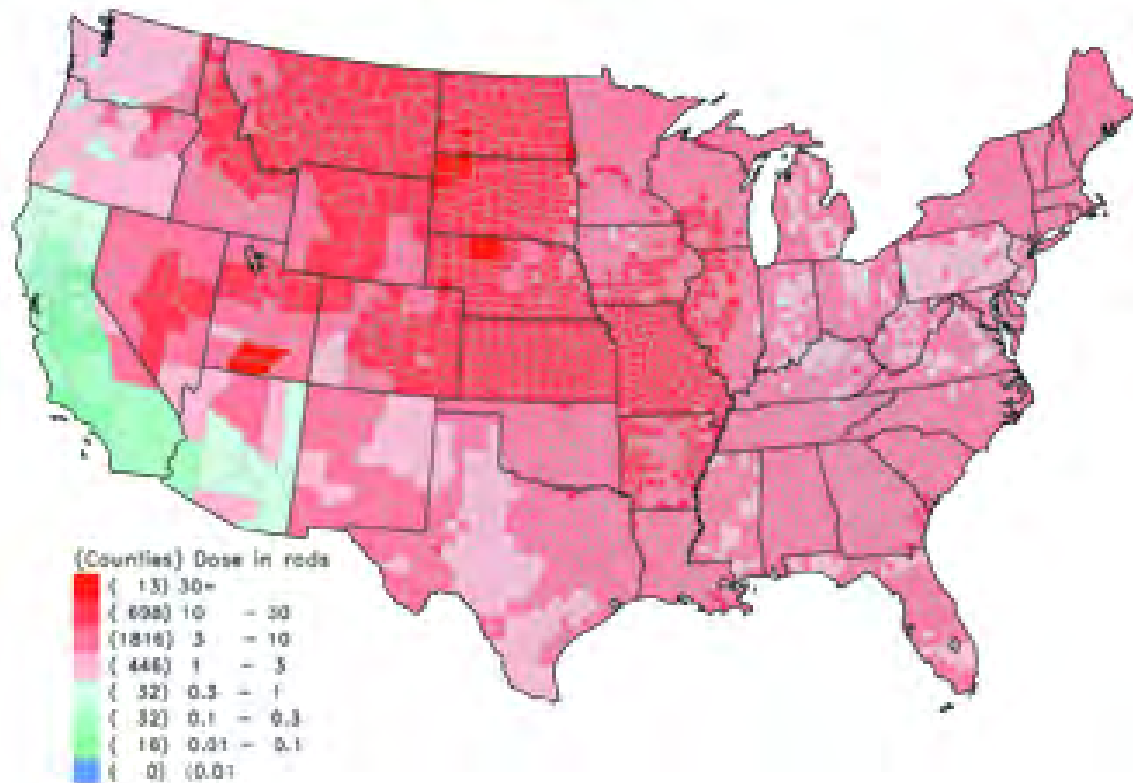 (Counties) Dose in rads
( 13) 30+
( 698) 10 - 30
(1816) 3 - 10
( 446) 1 - 3
( 32) 0.3 - 1
( 32) 0.1 - 0.3
( 16) 0.01 - 0.1
( 0) <0.01